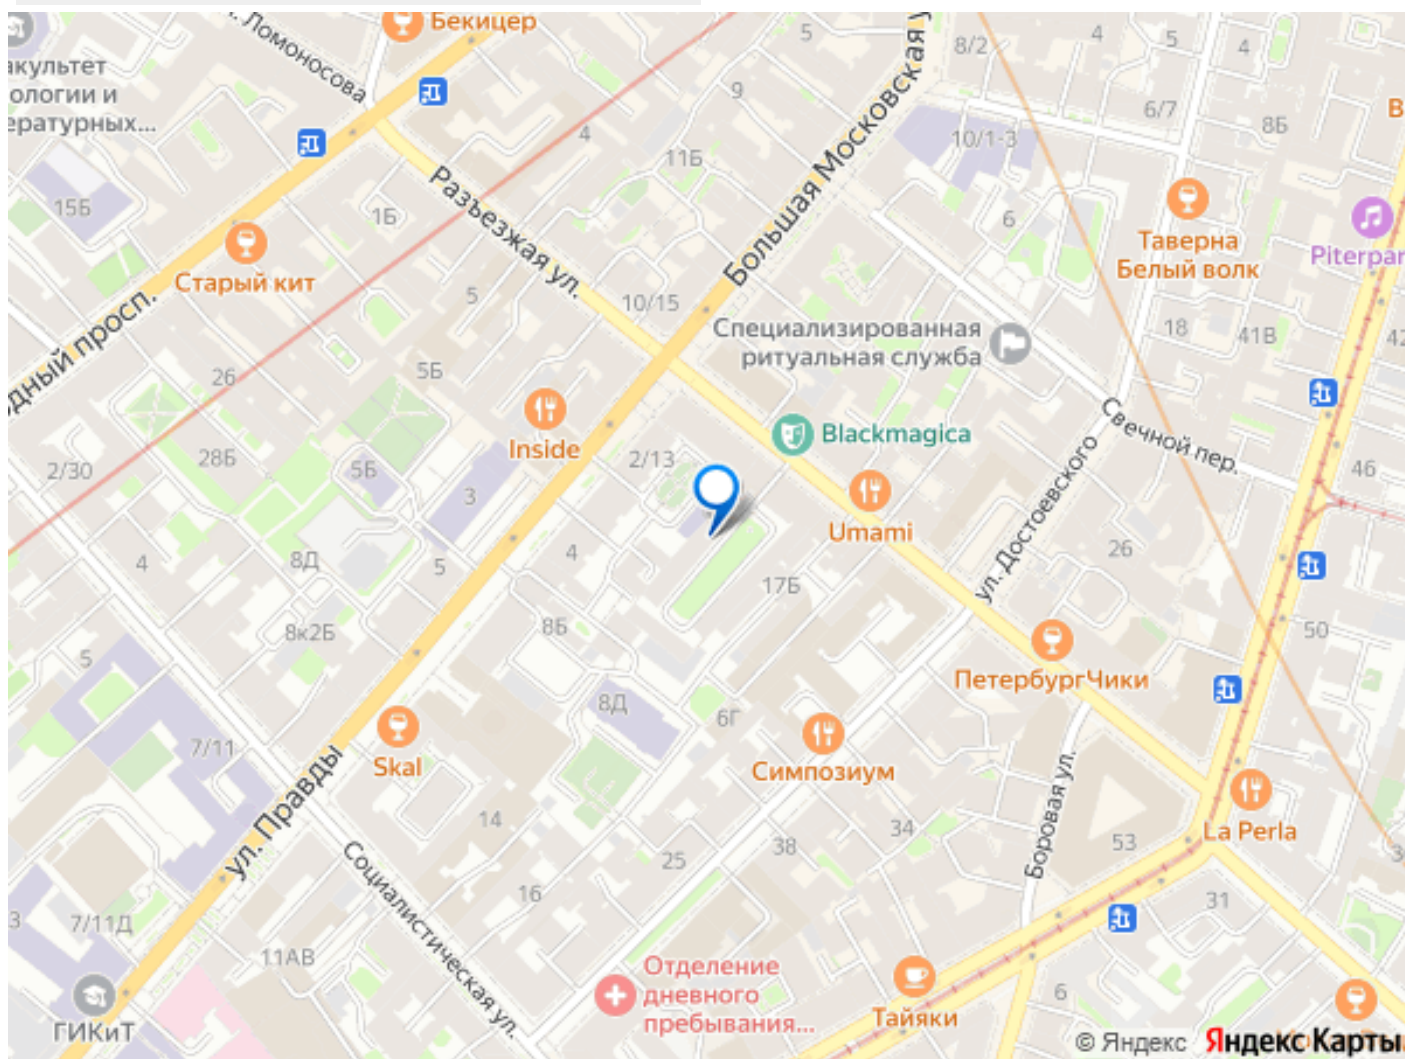 Бекицер
Ломоносова
акультет
ологии и
ературных...
5
8/2
4
5
4
9
6/7
8Б
10/1-3
4
11Б
15Б
1Б
6
Большая Московская
Разъезжая ул.
Таверна
Белый волк
Piterpar
Старый кит
5
10/15
Специализированная
ритуальная служба
18
41В
42
дный просп.
26
5Б
Inside
Blackmagica
Свечной пер.
2/30
28Б
5Б
2/13
46
3
Umami
ул. Достоевского
26
4
8Д
5
4
17Б
8к2Б
8Б
50
5
ПетербургЧики
8Д
6Г
7/11
Skal
Симпозиум
Боровая ул.
ул. Правды
14
34
La Perla
53
25
38
Социалистическая ул.
16
31
3
7/11Д
11АВ
Отделение
дневного
пребывания...
6
Тайяки
ГИКиТ
© Яндекс Яндекс Карты